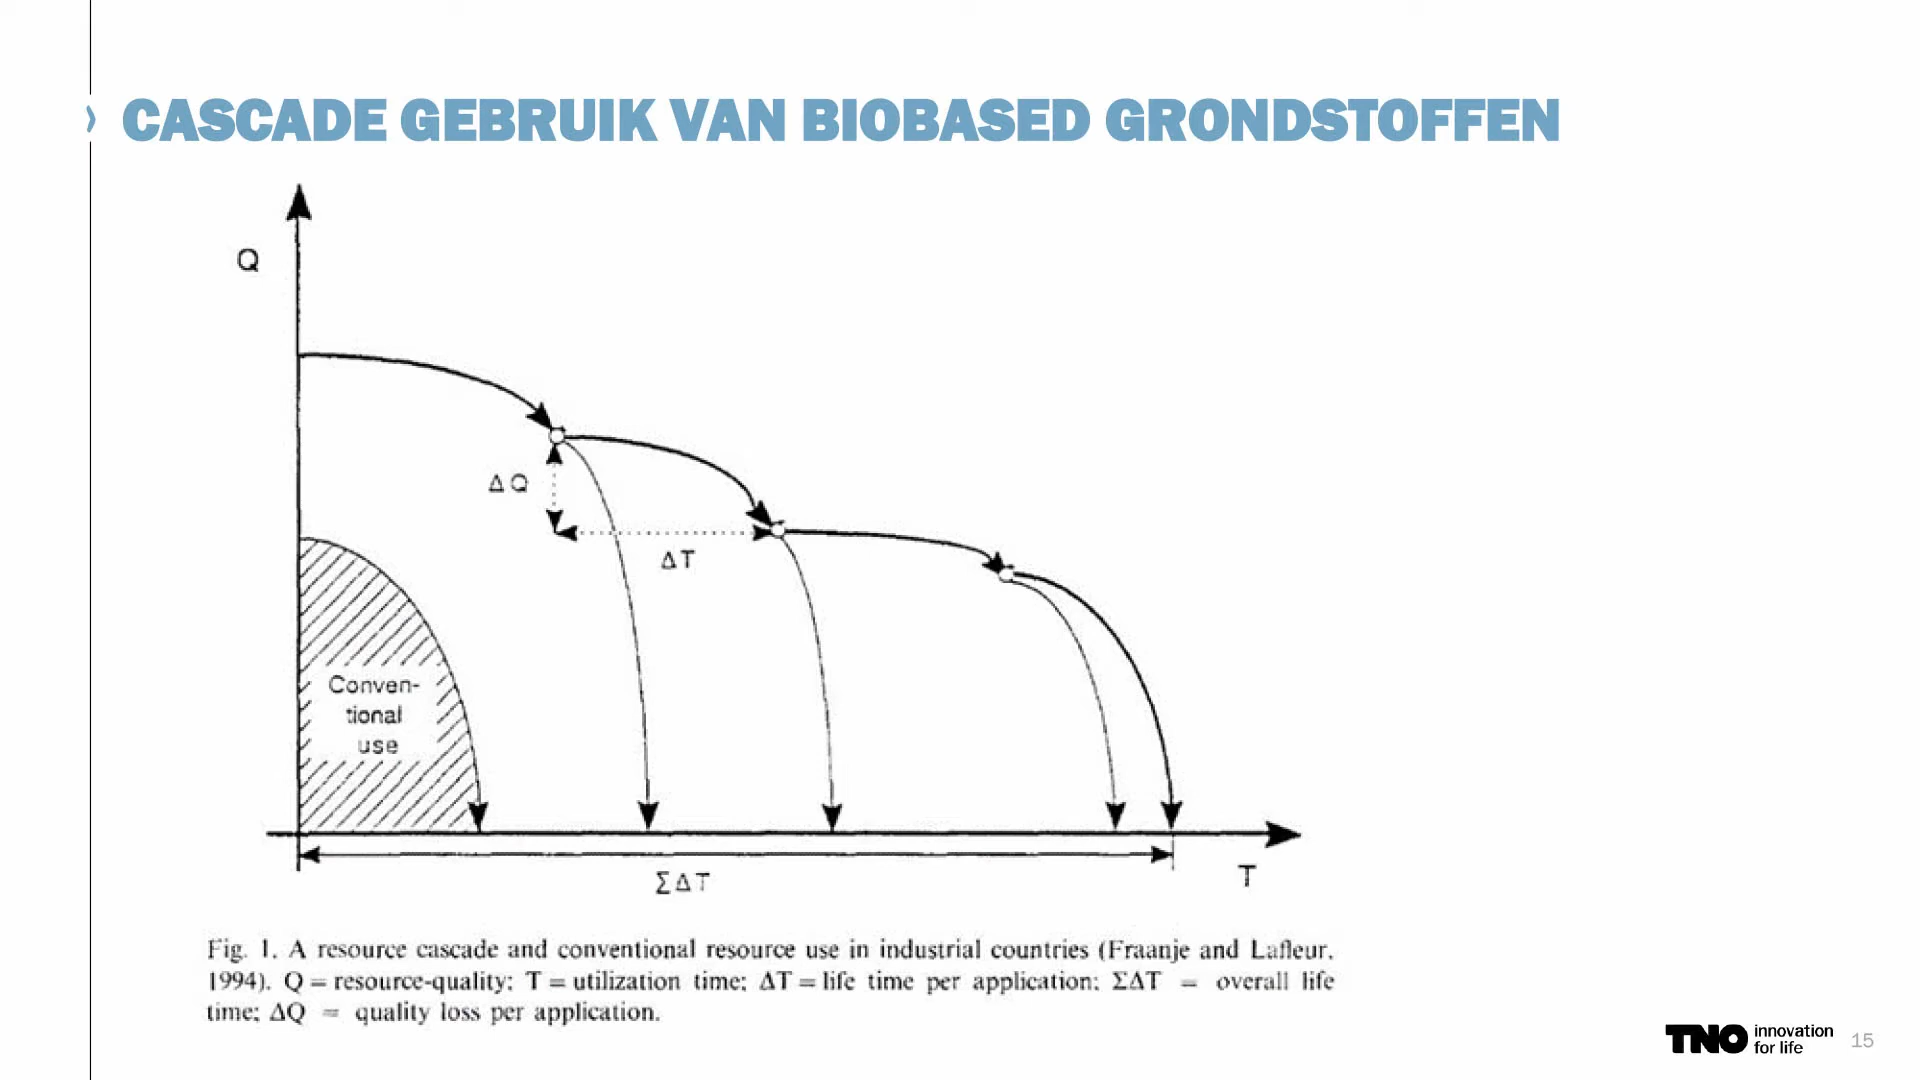 CASCADE GEBRUIK VAN BIOBASED GRONDSTOFFEN
Q
ΔQ
ΔT
Conven-
tional
use
T
ΣΔT
Fig. 1. A resource cascade and conventional resource use in industrial countries (Fraanje and Lafleur,
1994). Q = resource-quality; T = utilization time; ΔT = life time per application; ΣΔT = overall life
time; ΔQ = quality loss per application.
TNO innovation
for life
15